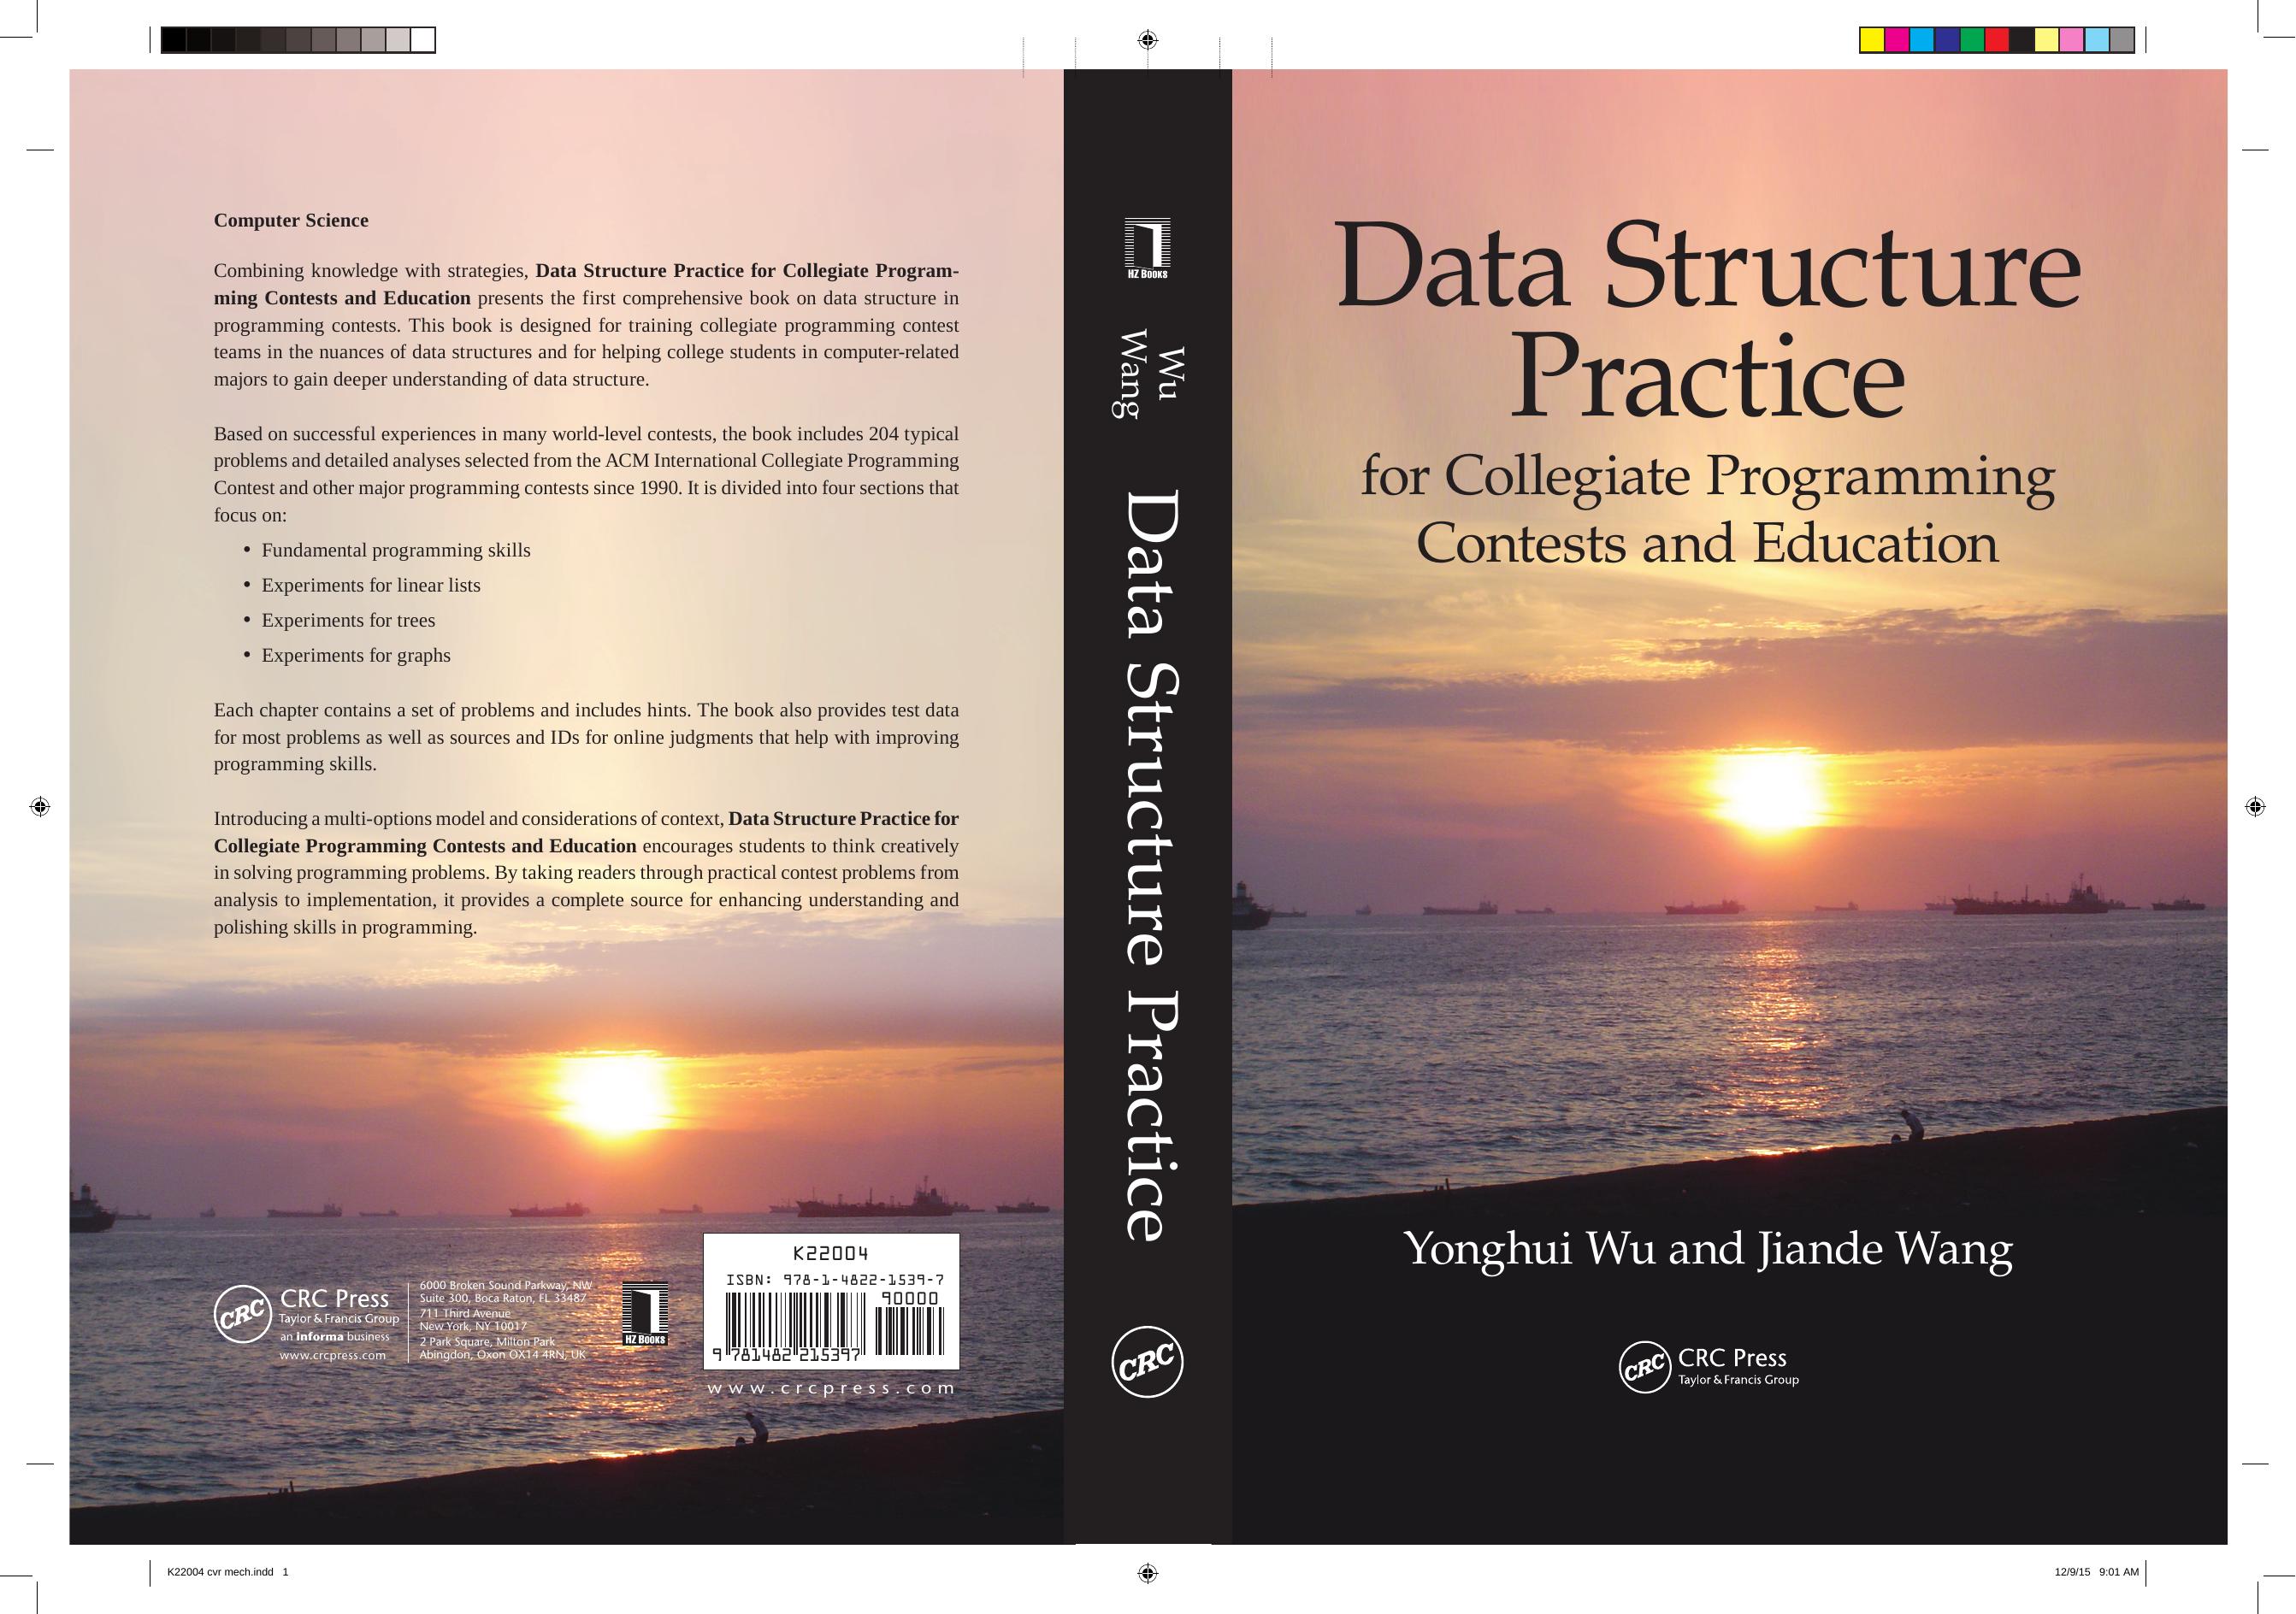 Computer Science
Combining knowledge with strategies, Data Structure Practice for Collegiate Program-
ming Contests and Education presents the first comprehensive book on data structure in
programming contests. This book is designed for training collegiate programming contest
teams in the nuances of data structures and for helping college students in computer-related
majors to gain deeper understanding of data structure.
Based on successful experiences in many world-level contests, the book includes 204 typical
problems and detailed analyses selected from the ACM International Collegiate Programming
Contest and other major programming contests since 1990. It is divided into four sections that
focus on:
• Fundamental programming skills
• Experiments for linear lists
• Experiments for trees
• Experiments for graphs
Each chapter contains a set of problems and includes hints. The book also provides test data
for most problems as well as sources and IDs for online judgments that help with improving
programming skills.
Introducing a multi-options model and considerations of context, Data Structure Practice for
Collegiate Programming Contests and Education encourages students to think creatively
in solving programming problems. By taking readers through practical contest problems from
analysis to implementation, it provides a complete source for enhancing understanding and
polishing skills in programming.
CRC
CRC Press
Taylor & Francis Group
an informa business
www.crcpress.com
6000 Broken Sound Parkway, NW
Suite 300, Boca Raton, FL 33487
711 Third Avenue
New York, NY 10017
2 Park Square, Milton Park
Abingdon, Oxon OX14 4RN, UK
HZ BOOKS
K22004
ISBN: 978-1-4822-1539-7
90000
9 781482 215397
www.crcpress.com
HZ BOOKS
Wu
Wang
Data Structure Practice
CRC
Data Structure
Practice
for Collegiate Programming
Contests and Education
Yonghui Wu and Jiande Wang
CRC
CRC Press
Taylor & Francis Group
K22004 cvr mech.indd 1
12/9/15 9:01 AM